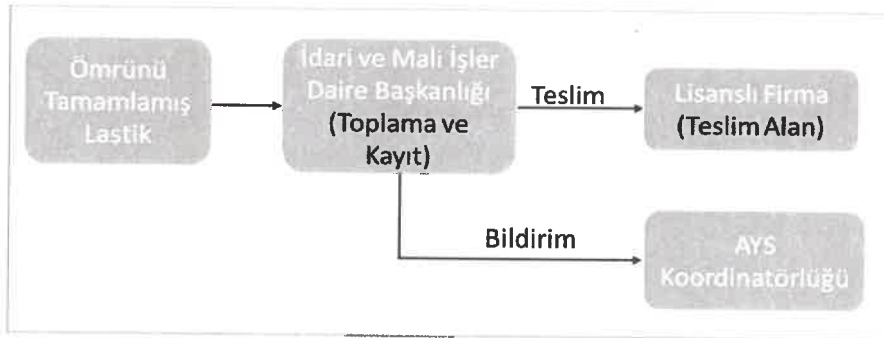 Ömrünü
Tamamlamış
Lastik
İdari ve Mali İşler
Daire Başkanlığı
(Toplama ve
Kayıt)
Teslim
Lisanslı Firma
(Teslim Alan)
Bildirim
AYS
Koordinatörlüğü